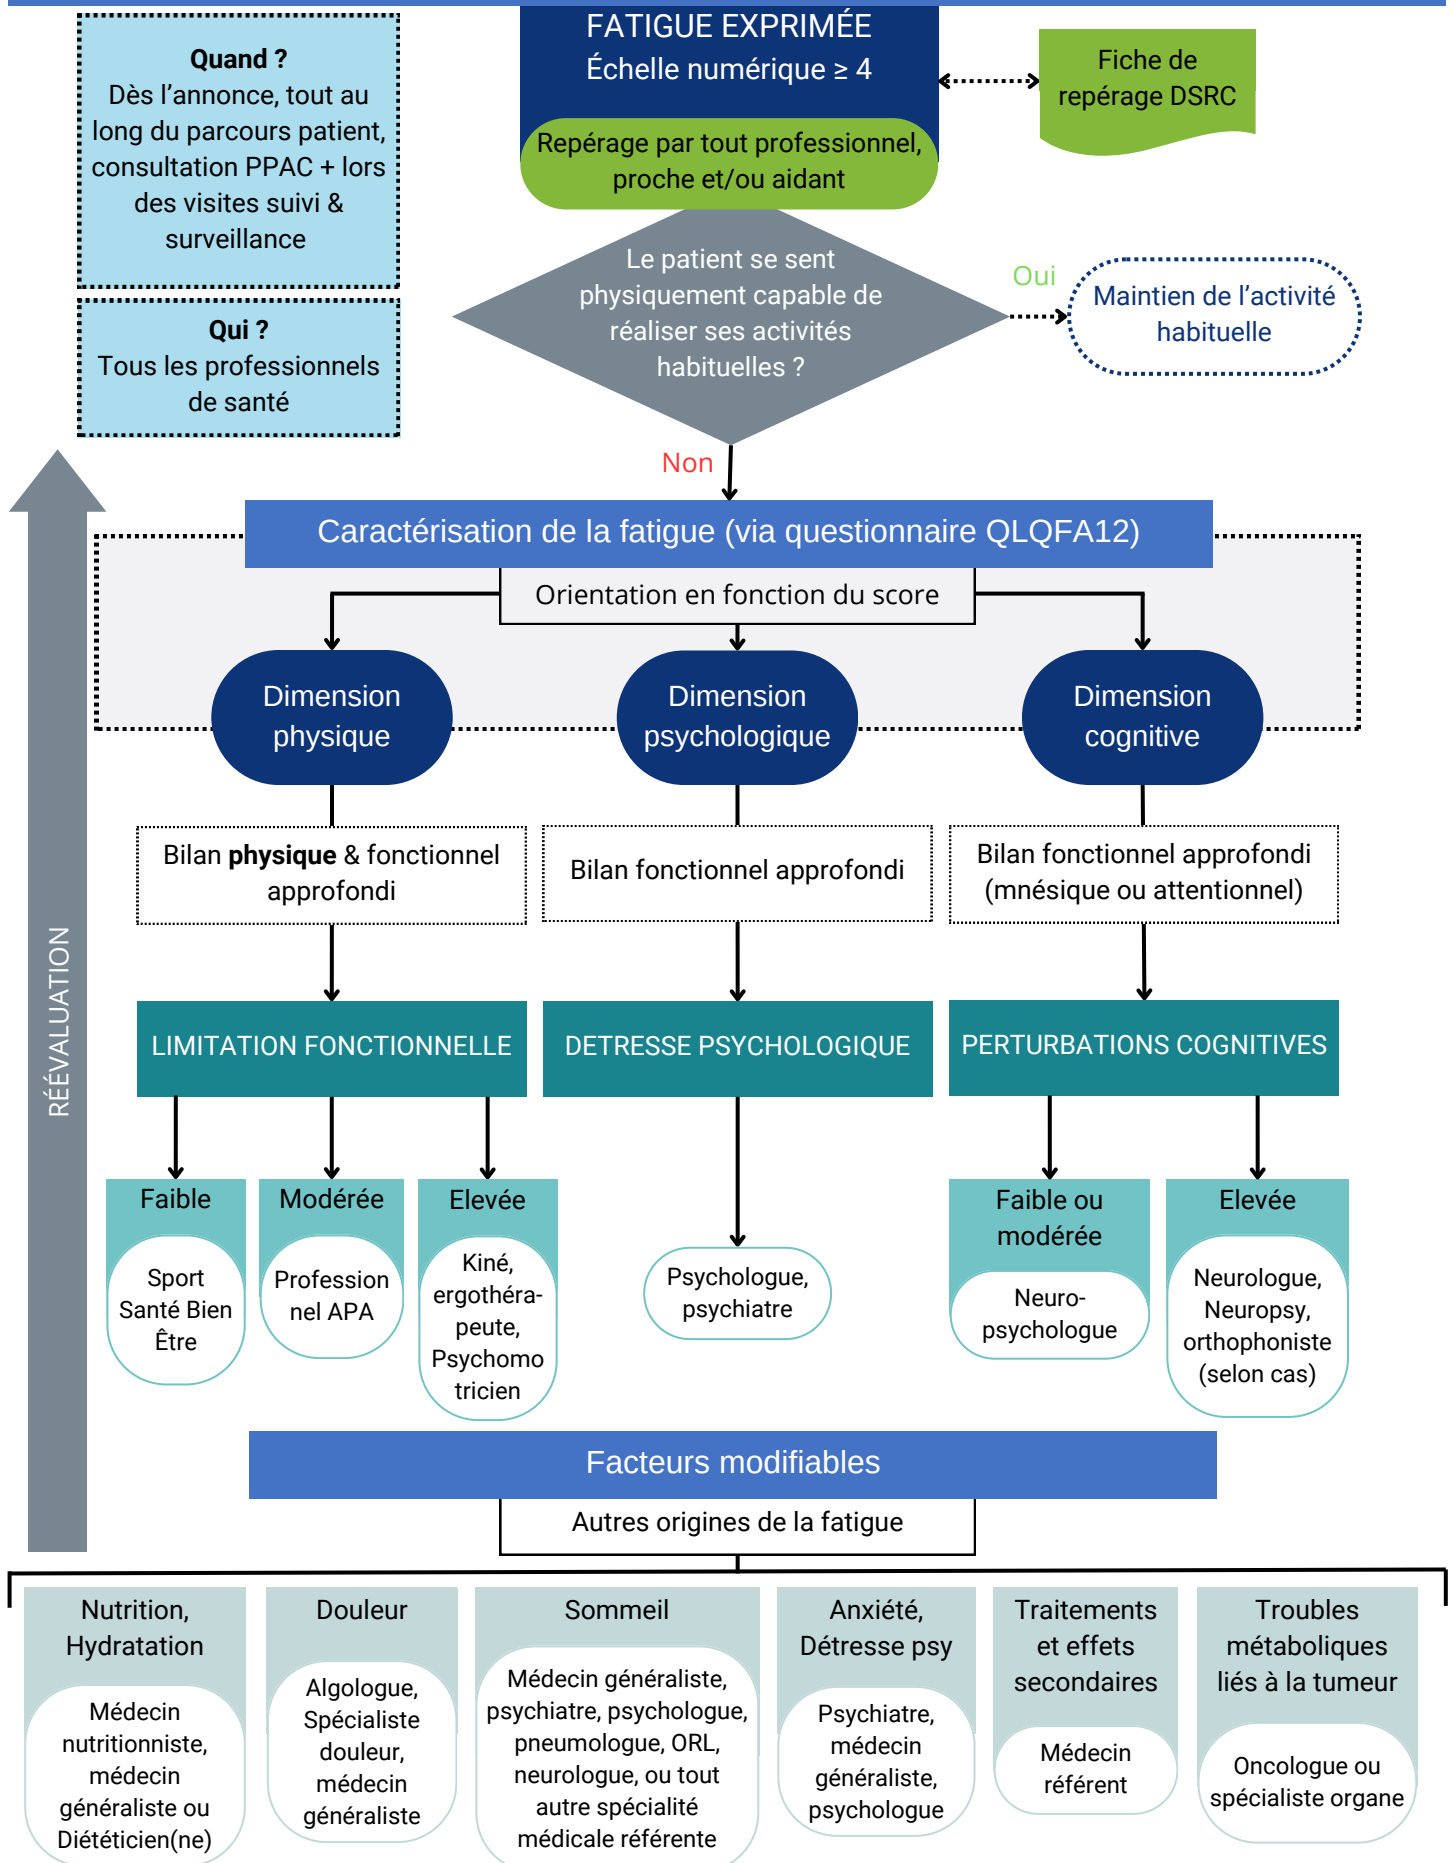 Quand ?
Dès l’annonce, tout au
long du parcours patient,
consultation PPAC + lors
des visites suivi &
surveillance
Qui ?
Tous les professionnels
de santé
FATIGUE EXPRIMÉE
Échelle numérique ≥ 4
Repérage par tout professionnel,
proche et/ou aidant
Fiche de
repérage DSRC
Le patient se sent
physiquement capable de
réaliser ses activités
habituelles ?
Oui
Maintien de l’activité
habituelle
Non
RÉÉVALUATION
Caractérisation de la fatigue (via questionnaire QLQFA12)
Orientation en fonction du score
Dimension
physique
Dimension
psychologique
Dimension
cognitive
Bilan physique & fonctionnel
approfondi
Bilan fonctionnel approfondi
Bilan fonctionnel approfondi
(mnésique ou attentionnel)
LIMITATION FONCTIONNELLE
DETRESSE PSYCHOLOGIQUE
PERTURBATIONS COGNITIVES
Faible
Sport
Santé Bien
Être
Modérée
Profession
nel APA
Elevée
Kiné,
ergothéra-
peute,
Psychomo
tricien
Psychologue,
psychiatre
Faible ou
modérée
Neuro-
psychologue
Elevée
Neurologue,
Neuropsy,
orthophoniste
(selon cas)
Facteurs modifiables
Autres origines de la fatigue
Nutrition,
Hydratation
Médecin
nutritionniste,
médecin
généraliste ou
Diététicien(ne)
Douleur
Algologue,
Spécialiste
douleur,
médecin
généraliste
Sommeil
Médecin généraliste,
psychiatre, psychologue,
pneumologue, ORL,
neurologue, ou tout
autre spécialité
médicale référente
Anxiété,
Détresse psy
Psychiatre,
médecin
généraliste,
psychologue
Traitements
et effets
secondaires
Médecin
référent
Troubles
métaboliques
liés à la tumeur
Oncologue ou
spécialiste organe